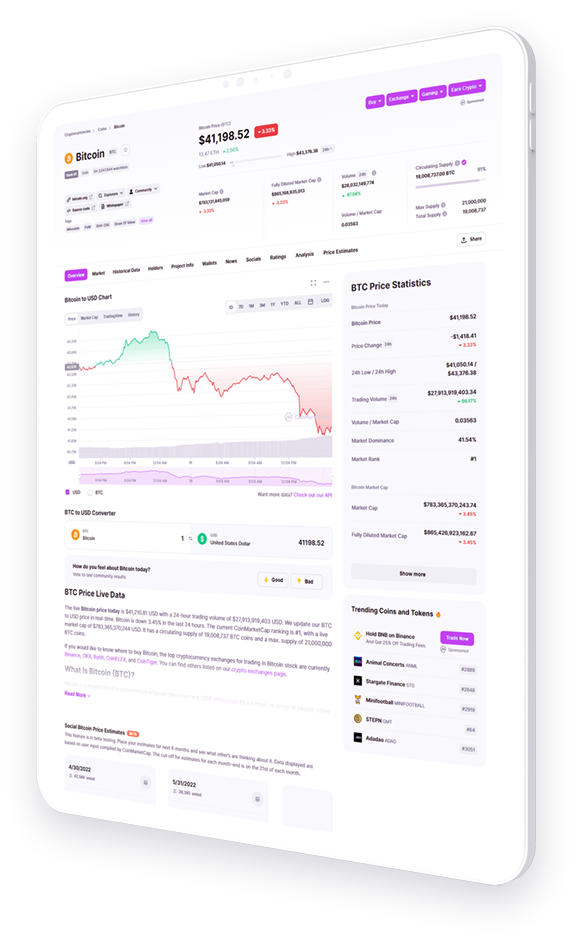 Cryptocurrencies > Coins > Bitcoin
Bitcoin BTC
Coin On 3,247,644 watchlists
bitcoin.org Explorers Community
Source code Whitepaper
Tags:
Mineable PoW SHA-256 Store Of Value View all
Bitcoin Price (BTC)
$41,198.52 3.33%
13.47 ETH 2.56%
Low: $41,050.14 High: $43,376.38 24h
Buy Exchange Gaming Earn Crypto
Sponsored
Market Cap
3.33%
Fully Diluted Market Cap
$865,168,935,013
3.33%
Volume 24h
$28,032,149,774
67.06%
Volume / Market Cap
0.03563
Circulating Supply
19,008,737.00 BTC
91%
Max Supply 21,000,000
Total Supply 19,008,737
Overview Market Historical Data Holders Project Info Wallets News Socials Ratings Analysis Price Estimates
Share
Bitcoin to USD Chart
Price Market Cap TradingView History
1D 7D 1M 3M 1Y YTD ALL LOG
USD
USD BTC
Want more data? Check out our API
BTC to USD Converter
BTC
Bitcoin
1
USD
United States Dollar
41198.52
How do you feel about Bitcoin today?
Vote to see community results
Good Bad
BTC Price Live Data
The live Bitcoin price today is $41,215.81 USD with a 24-hour trading volume of $27,913,919,403 USD. We update our BTC
to USD price in real-time. Bitcoin is down 3.45% in the last 24 hours. The current CoinMarketCap ranking is #1, with a live
market cap of $783,365,370,244 USD. It has a circulating supply of 19,008,737 BTC coins and a max. supply of 21,000,000
BTC coins.
If you would like to know where to buy Bitcoin, the top cryptocurrency exchanges for trading in Bitcoin stock are currently
Binance, OKX, Bybit, CoinFLEX, and CoinTiger. You can find others listed on our crypto exchanges page.
What Is Bitcoin (BTC)?
Read More
Social Bitcoin Price Estimates BETA
This feature is in beta testing. Place your estimates for next 6 months and see what other's are thinking about it. Data displayed are
based on user input compiled by CoinMarketCap. The cut-off for estimates for each month-end is on the 21st of each month.
4/30/2022
5/31/2022
BTC Price Statistics
Bitcoin Price Today
Bitcoin Price $41,198.52
Price Change 24h -$1,418.41
3.33%
24h Low / 24h High $41,050.14 /
$43,376.38
Trading Volume 24h $27,913,919,403.34
Volume / Market Cap 0.03563
Market Dominance 41.54%
Market Rank #1
Bitcoin Market Cap
Market Cap $783,365,370,243.74
3.45%
Fully Diluted Market Cap $865,426,923,162.67
3.45%
Show more
Trending Coins and Tokens
Hold BNB on Binance
And Get 25% Off Trading Fees.
Trade Now
Sponsored
Animal Concerts ANML #2889
Stargate Finance STG #2648
Minifootball MINIFOOTBALL #2919
STEPN GMT #64
Adadao ADAO #3051